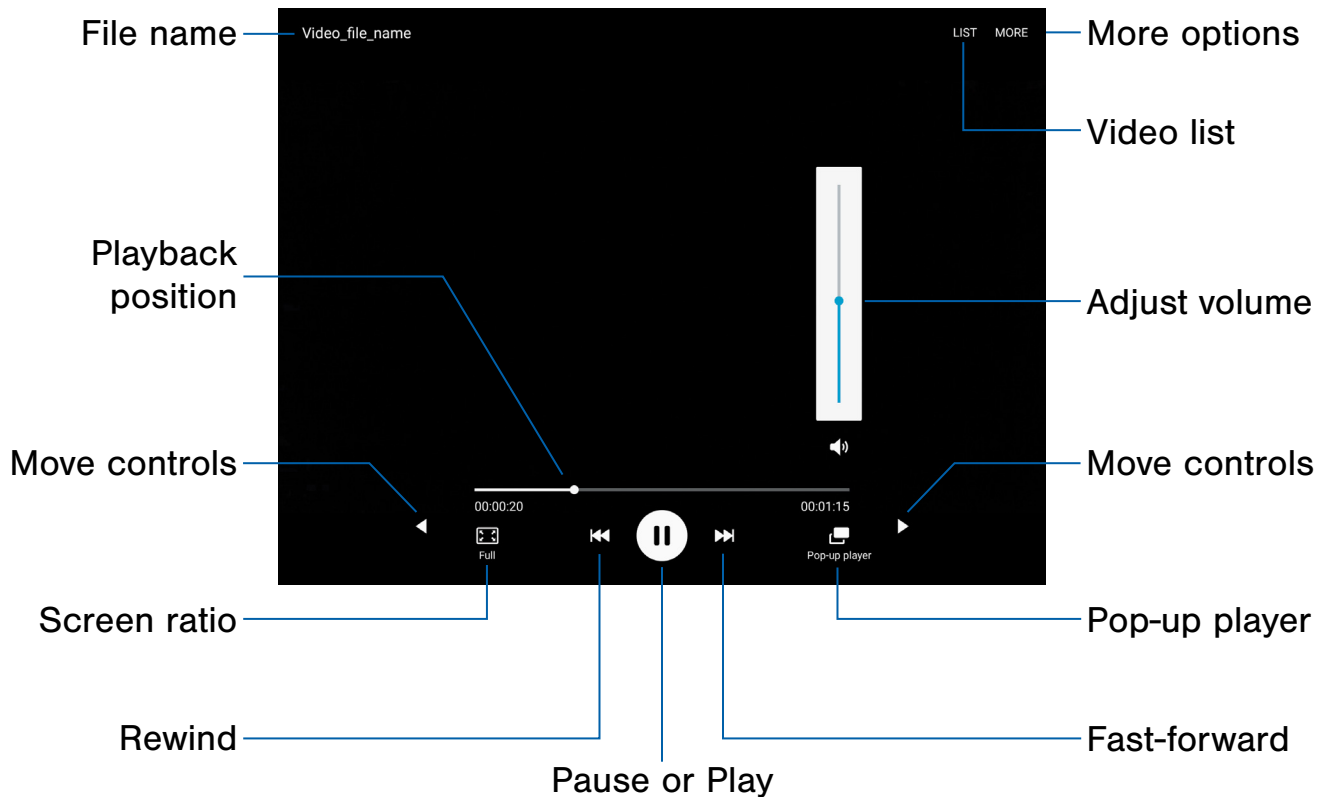 File name
Video_file_name
LIST MORE
More options
Video list
Playback
position
Adjust volume
Move controls
Move controls
00:00:20
00:01:15
Full
Pop-up player
Screen ratio
Pop-up player
Rewind
Fast-forward
Pause or Play